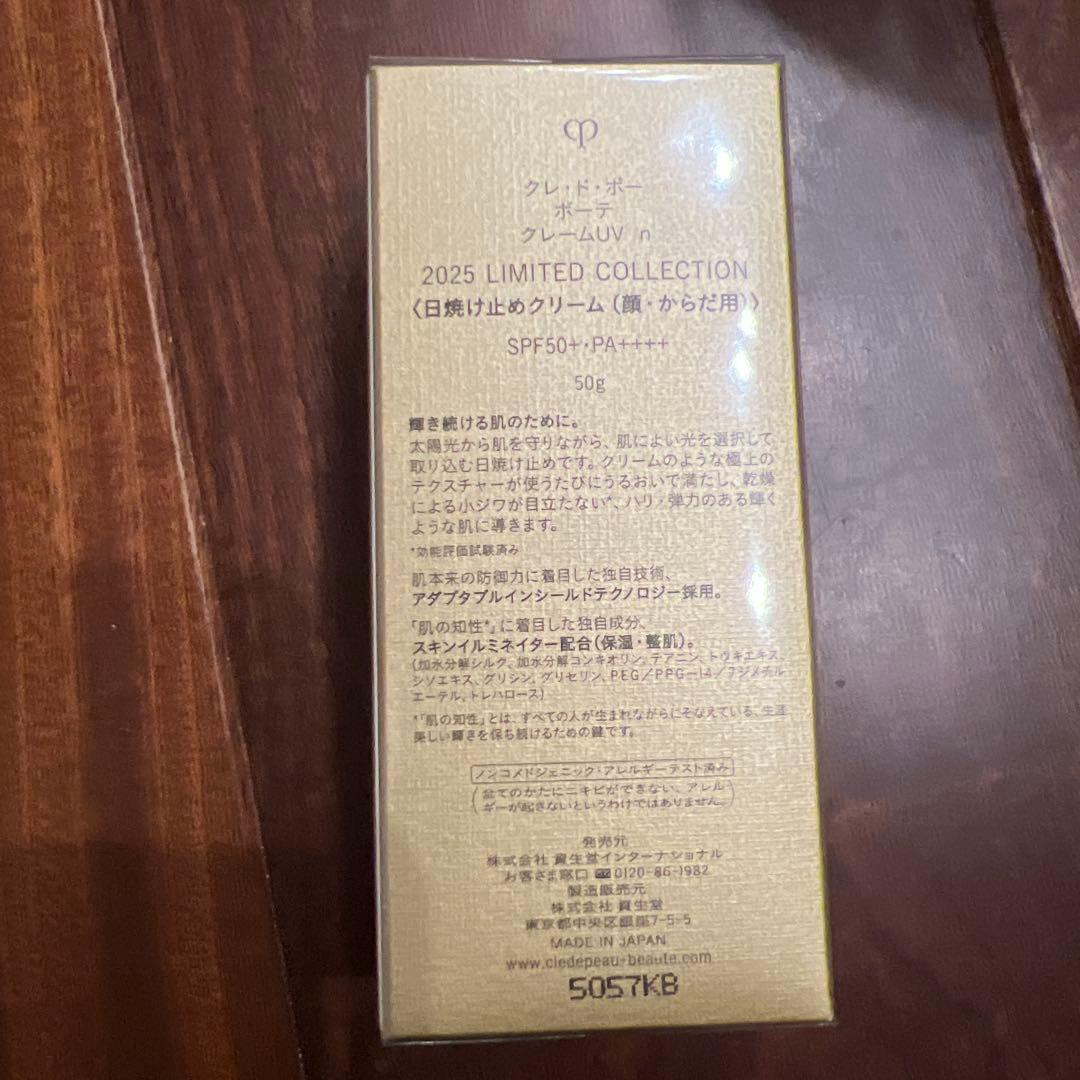 クレ・ド・ポー
ボーテ
クレームUV n
2025 LIMITED COLLECTION
〈日焼け止めクリーム（顔・からだ用）〉
SPF50+・PA++++
50g
輝き続ける肌のために。
太陽光から肌を守りながら、肌によい光を選択して
取り込む日焼け止めです。クリームのような極上の
テクスチャーが使うたびにうるおいで満たし、乾燥
による小ジワが目立たない*、ハリ・弾力のある輝く
ような肌に導きます。
*効能評価試験済み
肌本来の防御力に着目した独自技術、
アダプタブルインシールドテクノロジー採用。
「肌の知性*」に着目した独自成分、
スキンイルミネイター配合（保湿・整肌）。
（加水分解シルク、加水分解コンキオリン、テアニン、トウキエキス、
シソエキス、グリシン、グリセリン、PEG／PPG－14／7ジメチル
エーテル、トレハロース）
*「肌の知性」とは、すべての人が生まれながらにそなえている、生涯
美しい輝きを保ち続けるための鍵です。
ノンコメドジェニック・アレルギーテスト済み
（全てのかたにニキビができない、アレル
ギーが起きないというわけではありません。）
発売元
株式会社 資生堂インターナショナル
お客さま窓口 0120-86-1982
製造販売元
株式会社 資生堂
東京都中央区銀座7-5-5
MADE IN JAPAN
www.cledepeau-beaute.com
5057KB